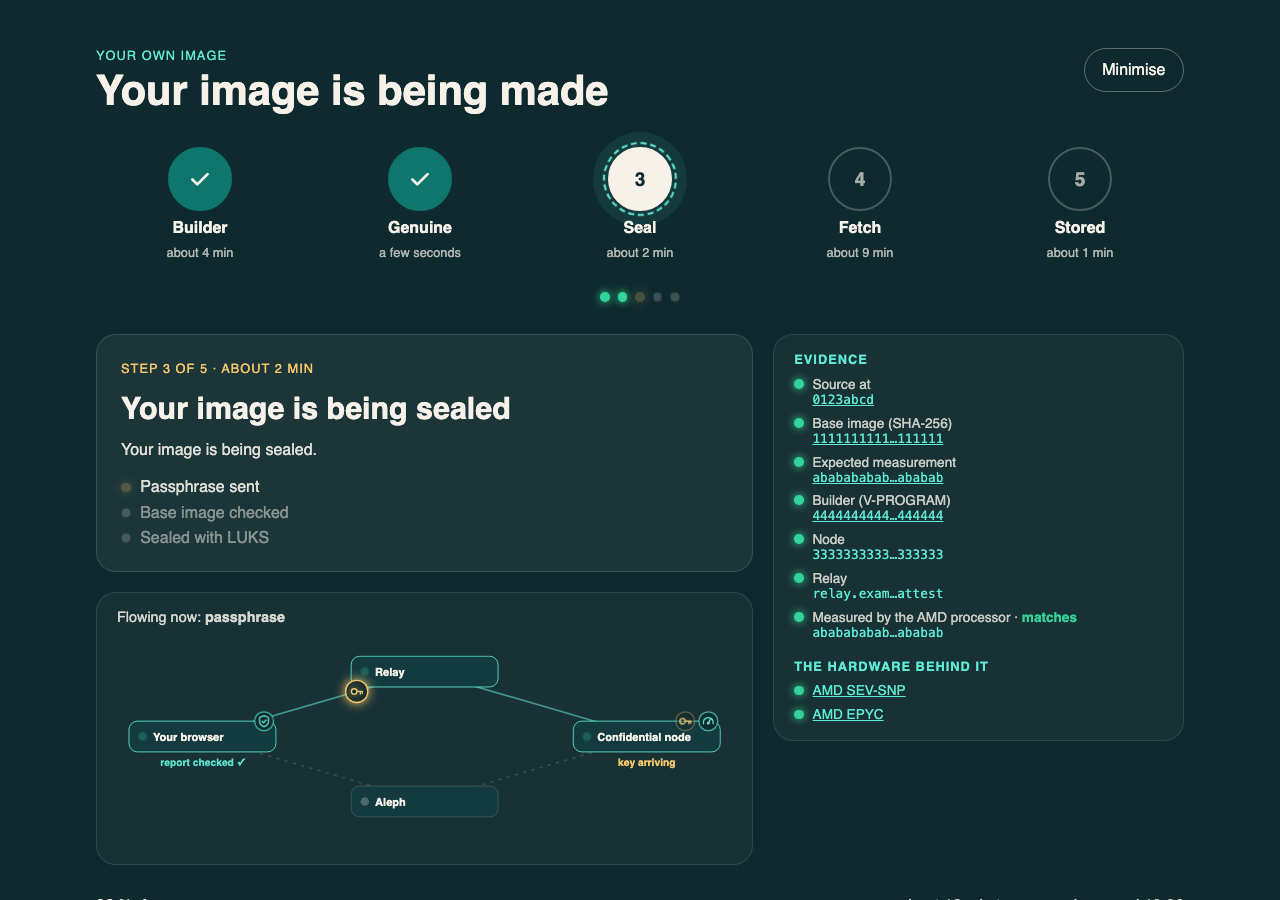 YOUR OWN IMAGE
Your image is being made
Minimise
3
4
5
Builder
Genuine
Seal
Fetch
Stored
about 4 min
a few seconds
about 2 min
about 9 min
about 1 min
STEP 3 OF 5 · ABOUT 2 MIN
Your image is being sealed
Your image is being sealed.
Passphrase sent
Base image checked
Sealed with LUKS
Flowing now: passphrase
Relay
Your browser
report checked ✓
Confidential node
key arriving
Aleph
EVIDENCE
Source at
0123abcd
Base image (SHA-256)
1111111111…111111
Expected measurement
ababababab…ababab
Builder (V-PROGRAM)
4444444444…444444
Node
3333333333…333333
Relay
relay.exam…attest
Measured by the AMD processor · matches
ababababab…ababab
THE HARDWARE BEHIND IT
AMD SEV-SNP
AMD EPYC